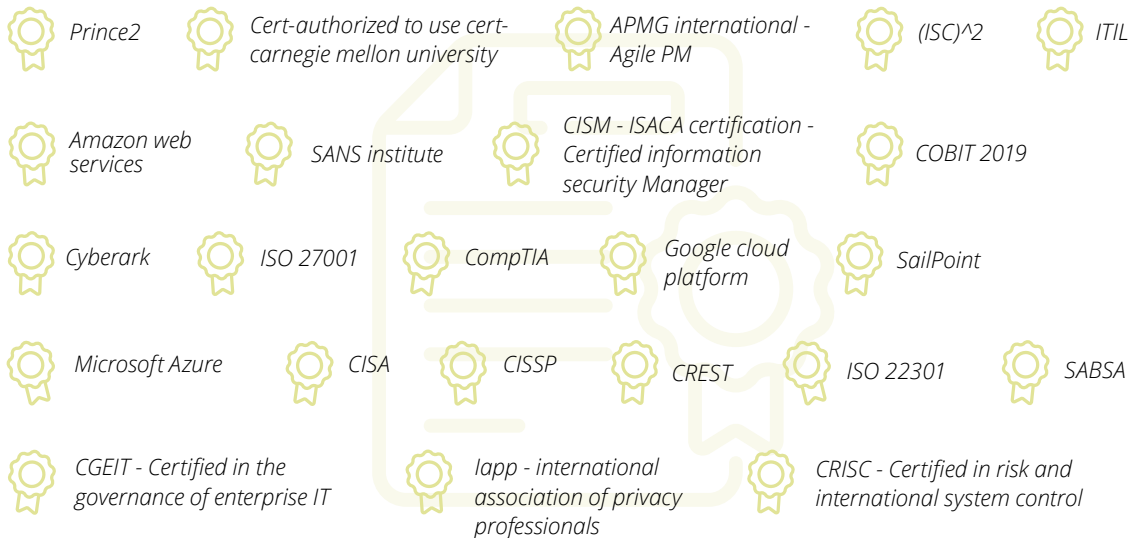 Prince2
Cert-authorized to use cert-
carnegie mellon university
APMG international -
Agile PM
(ISC)^2
ITIL
Amazon web
services
SANS institute
CISM - ISACA certification -
Certified information
security Manager
COBIT 2019
Cyberark
ISO 27001
CompTIA
Google cloud
platform
SailPoint
Microsoft Azure
CISA
CISSP
CREST
ISO 22301
SABSA
CGEIT - Certified in the
governance of enterprise IT
Iapp - international
association of privacy
professionals
CRISC - Certified in risk and
international system control